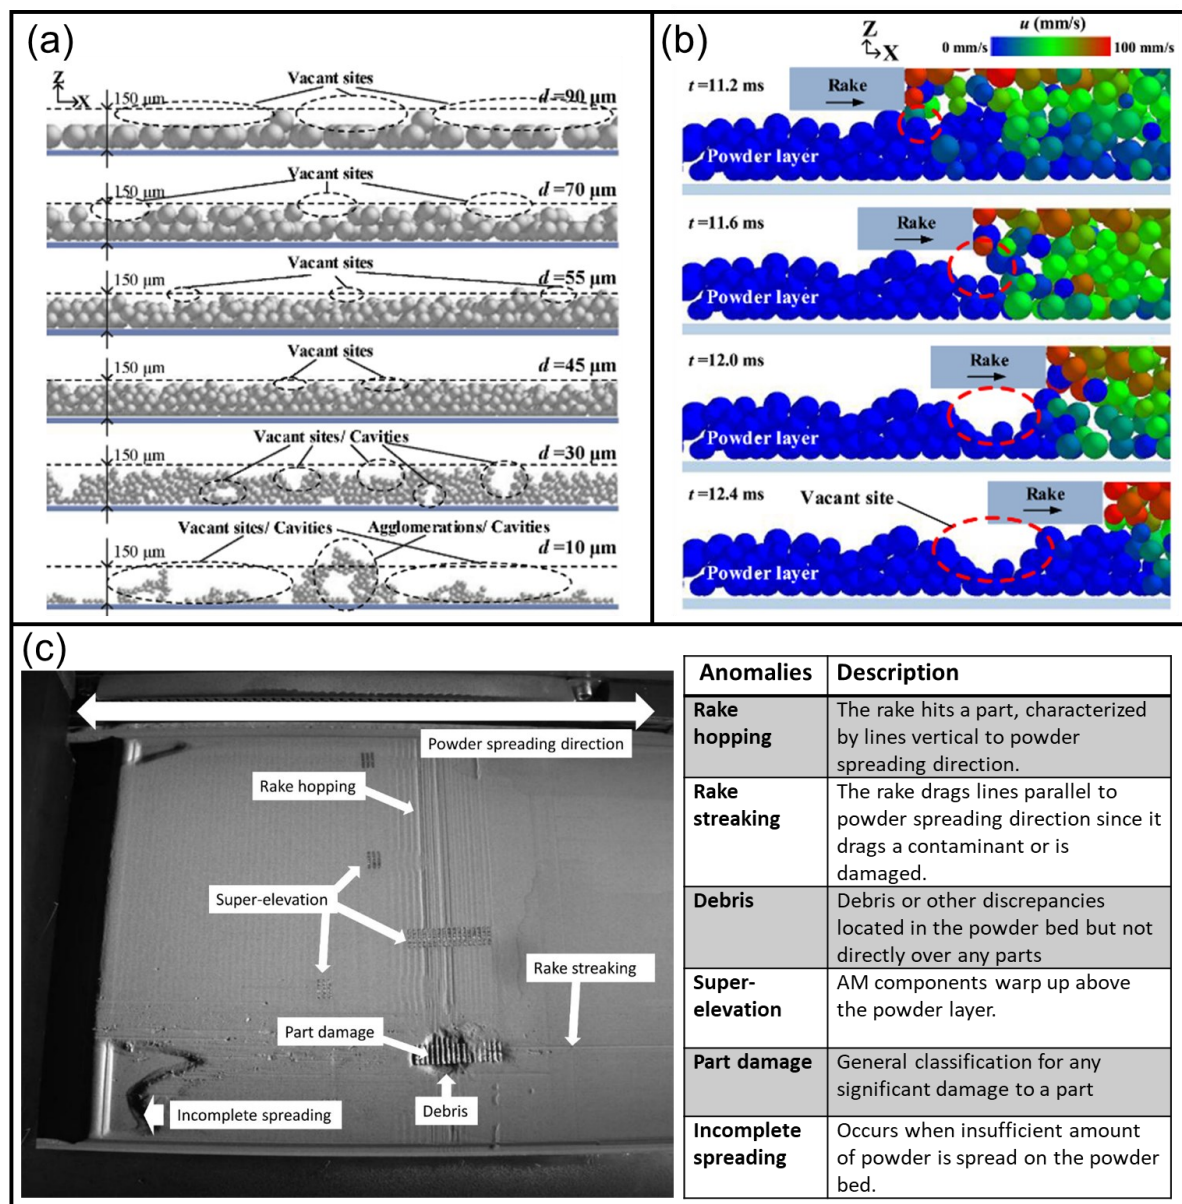 (a)
Z
X
150 μm
Vacant sites
d =90 μm
150 μm
Vacant sites
d =70 μm
150 μm
Vacant sites
d =55 μm
150 μm
Vacant sites
d =45 μm
150 μm
Vacant sites/ Cavities
d =30 μm
150 μm
Vacant sites/ Cavities
Agglomerations/ Cavities
d =10 μm
(b)
Z
X
u (mm/s)
0 mm/s
100 mm/s
t =11.2 ms
Rake
Powder layer
t=11.6 ms
Rake
Powder layer
t=12.0 ms
Rake
Powder layer
t=12.4 ms
Vacant site
Rake
Powder layer
(c)
Powder spreading direction
Rake hopping
Super-elevation
Rake streaking
Part damage
Incomplete spreading
Debris
Anomalies Description
Rake hopping
The rake hits a part, characterized
by lines vertical to powder
spreading direction.
Rake streaking
The rake drags lines parallel to
powder spreading direction since it
drags a contaminant or is
damaged.
Debris
Debris or other discrepancies
located in the powder bed but not
directly over any parts
Super-
elevation
AM components warp up above
the powder layer.
Part damage
General classification for any
significant damage to a part
Incomplete
spreading
Occurs when insufficient amount
of powder is spread on the powder
bed.